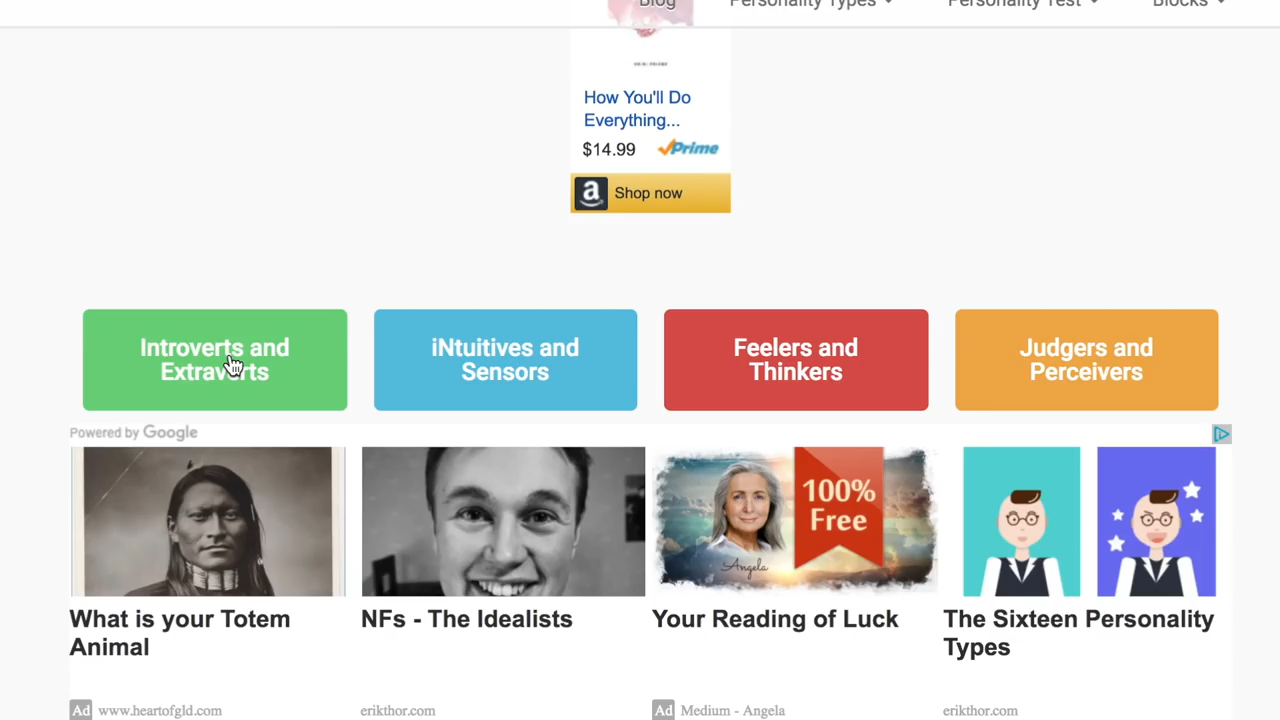 Blog
Personality Types
Personality Test
Blocks
How You'll Do
Everything...
$14.99 Prime
a Shop now
Introverts and
Extraverts
iNtuitives and
Sensors
Feelers and
Thinkers
Judgers and
Perceivers
Powered by Google
100%
Free
Angela
What is your Totem
Animal
NFs - The Idealists
Your Reading of Luck
The Sixteen Personality
Types
Ad www.heartofgld.com
erikthor.com
Ad Medium - Angela
erikthor.com